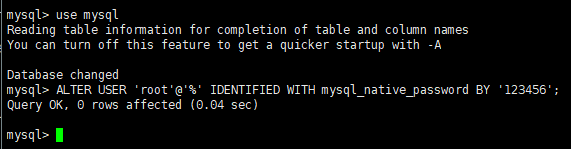 mysql> use mysql
Reading table information for completion of table and column names
You can turn off this feature to get a quicker startup with -A
Database changed
mysql> ALTER USER 'root'@'%' IDENTIFIED WITH mysql_native_password BY '123456';
Query OK, 0 rows affected (0.04 sec)
mysql>